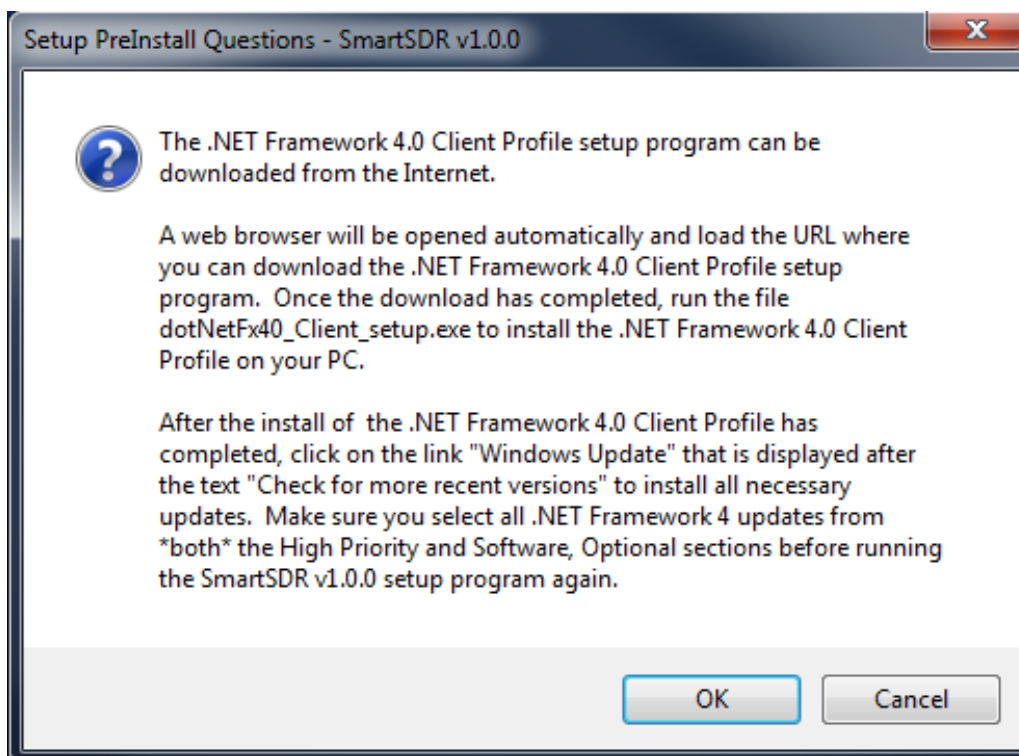 Setup PreInstall Questions - SmartSDR v1.0.0
The .NET Framework 4.0 Client Profile setup program can be
downloaded from the Internet.
A web browser will be opened automatically and load the URL where
you can download the .NET Framework 4.0 Client Profile setup
program.  Once the download has completed, run the file
dotNetFx40_Client_setup.exe to install the .NET Framework 4.0 Client
Profile on your PC.
After the install of  the .NET Framework 4.0 Client Profile has
completed, click on the link "Windows Update" that is displayed after
the text "Check for more recent versions" to install all necessary
updates.  Make sure you select all .NET Framework 4 updates from
*both* the High Priority and Software, Optional sections before running
the SmartSDR v1.0.0 setup program again.
OK
Cancel